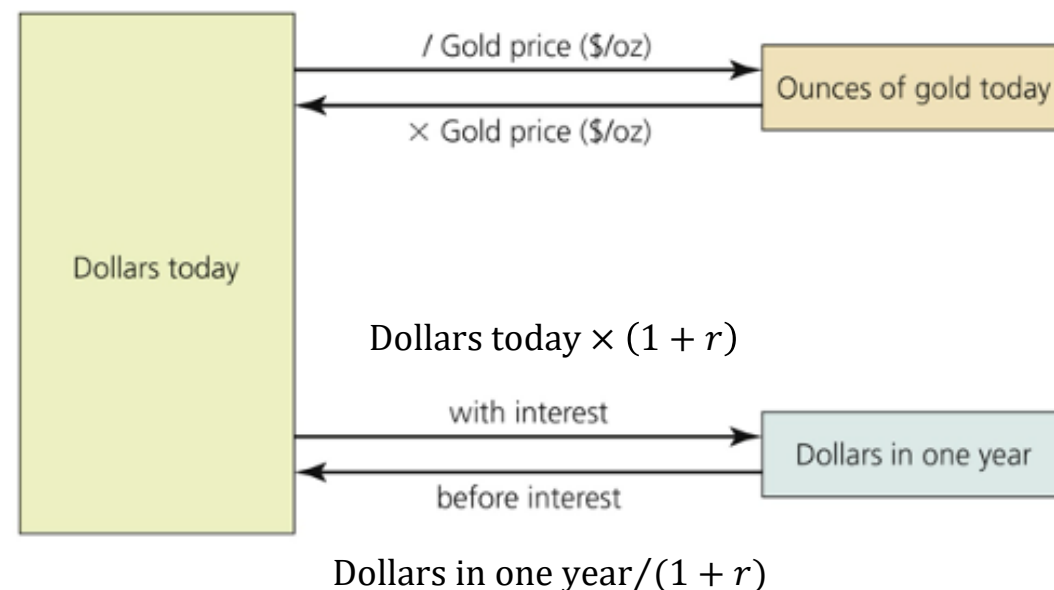 / Gold price ($/oz)
Ounces of gold today
× Gold price ($/oz)
Dollars today
Dollars today × (1 + r)
with interest
Dollars in one year
before interest
Dollars in one year/(1 + r)